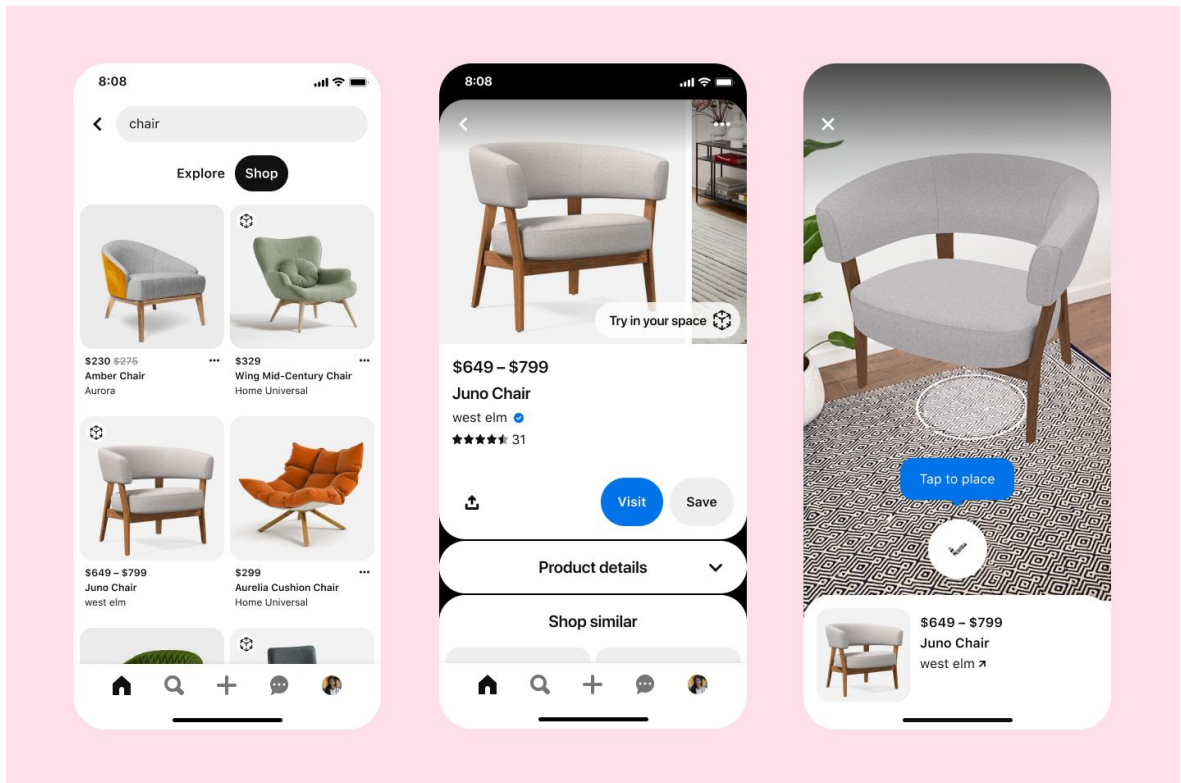 8:08
chair
Explore Shop
$230 $275
Amber Chair
Aurora
$329
Wing Mid-Century Chair
Home Universal
$649 – $799
Juno Chair
west elm
$299
Aurelia Cushion Chair
Home Universal
8:08
Try in your space
$649 – $799
Juno Chair
west elm
31
Visit Save
Product details
Shop similar
Tap to place
$649 – $799
Juno Chair
west elm